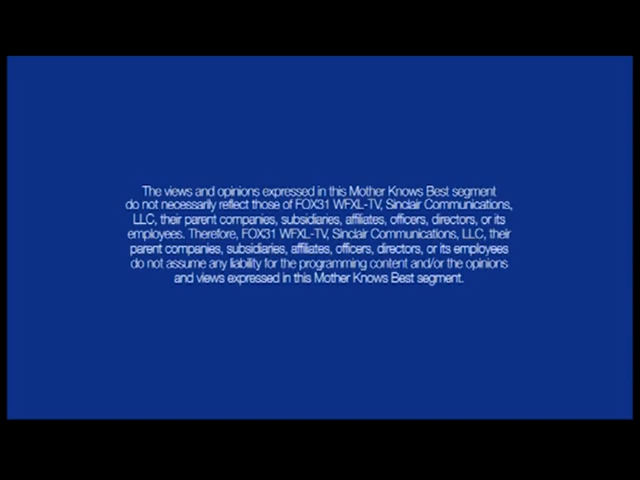 The views and opinions expressed in this Mother Knows Best segment
do not necessarily reflect those of FOX31 WFXL-TV, Sinclair Communications,
LLC, their parent companies, subsidiaries, affiliates, officers, directors, or its
employees. Therefore, FOX31 WFXL-TV, Sinclair Communications, LLC, their
parent companies, subsidiaries, affiliates, officers, directors, or its employees
do not assume any liability for the programming content and/or the opinions
and views expressed in this Mother Knows Best segment.